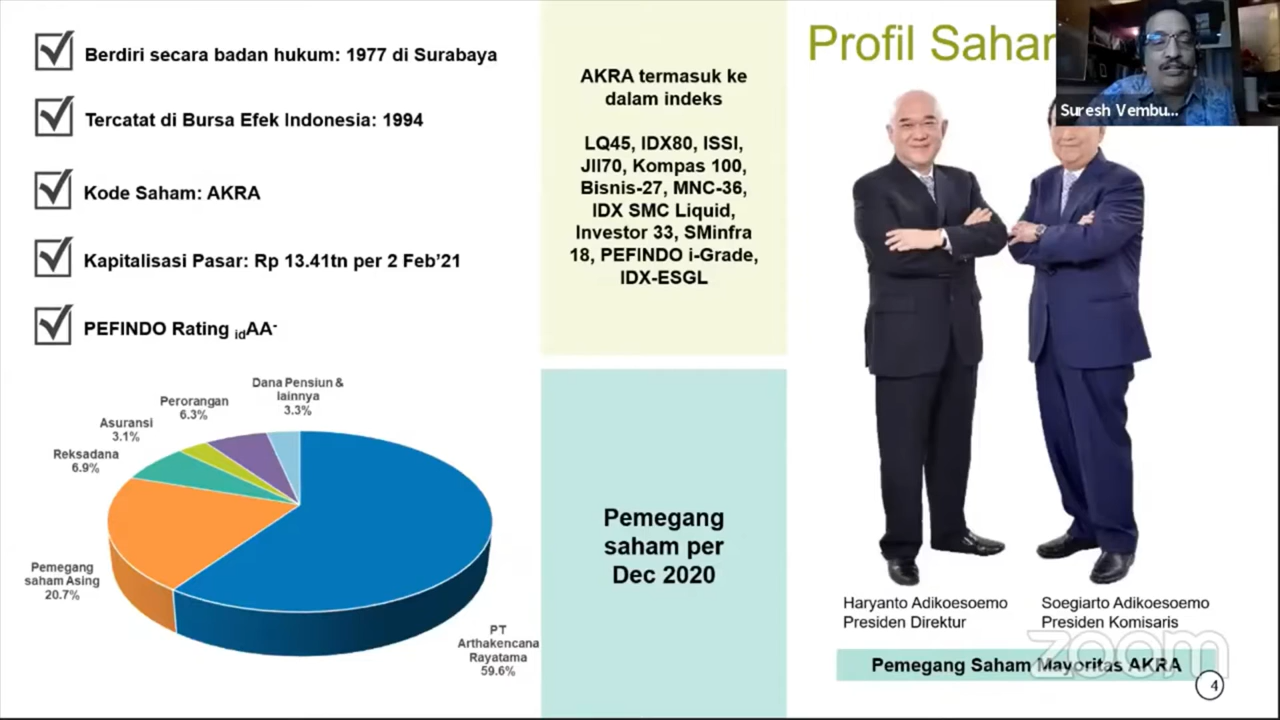 Berdiri secara badan hukum: 1977 di Surabaya
Tercatat di Bursa Efek Indonesia: 1994
Kode Saham: AKRA
Kapitalisasi Pasar: Rp 13.41tn per 2 Feb’21
PEFINDO Rating idAA-
Dana Pensiun &
lainnya
3.3%
Perorangan
6.3%
Asuransi
3.1%
Reksadana
6.9%
Pemegang
saham Asing
20.7%
PT
Arthakencana
Rayatama
59.6%
AKRA termasuk ke
dalam indeks
LQ45, IDX80, ISSI,
JII70, Kompas 100,
Bisnis-27, MNC-36,
IDX SMC Liquid,
Investor 33, SMinfra
18, PEFINDO i-Grade,
IDX-ESGL
Pemegang
saham per
Dec 2020
Profil Saha
Suresh Vembu...
Haryanto Adikoesoemo
Presiden Direktur
Soegiarto Adikoesoemo
Presiden Komisaris
Pemegang Saham Mayoritas AKRA
zoom
4